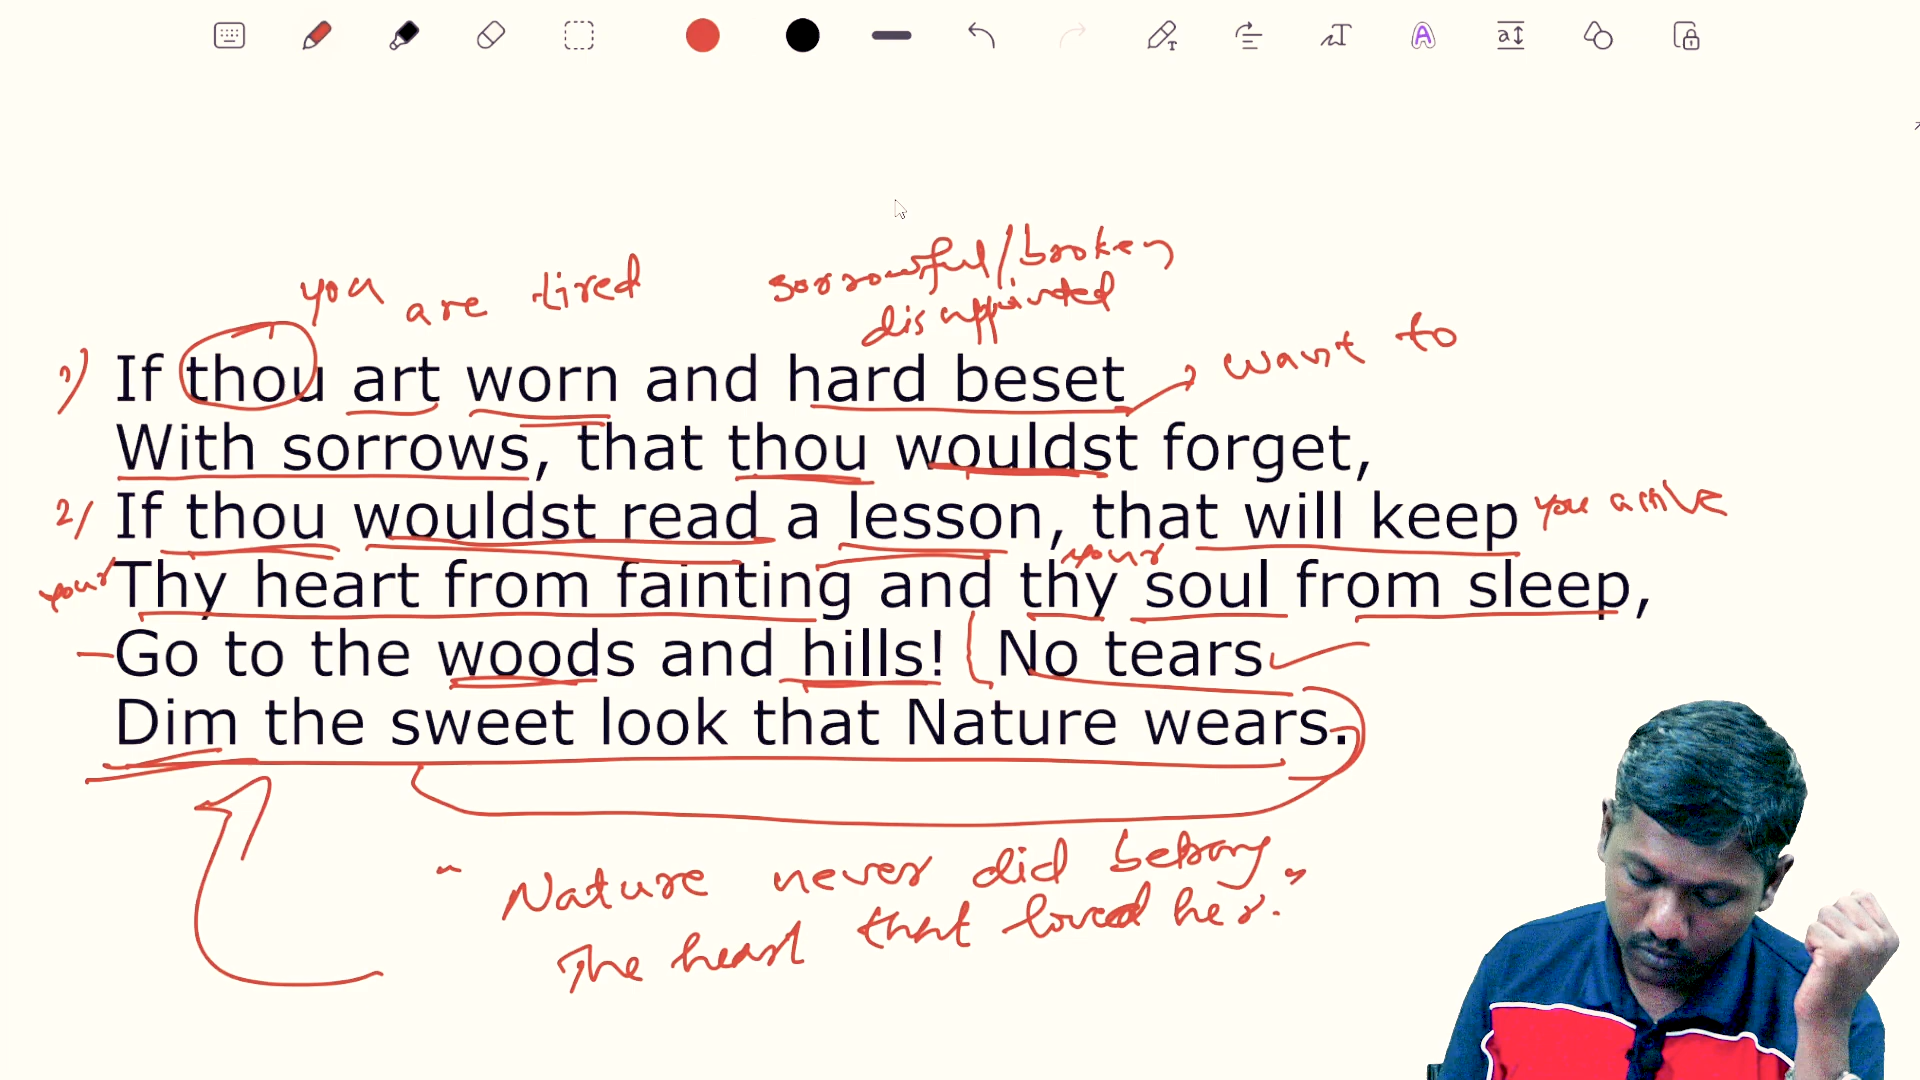 you are tired sorrowful/broken
disappointed
1) If thou art worn and hard beset → want to
With sorrows, that thou wouldst forget,
2/ If thou wouldst read a lesson, that will keep you active
your your
Thy heart from fainting and thy soul from sleep,
Go to the woods and hills! No tears
Dim the sweet look that Nature wears.
" Nature never did betray
The heart that loved her."